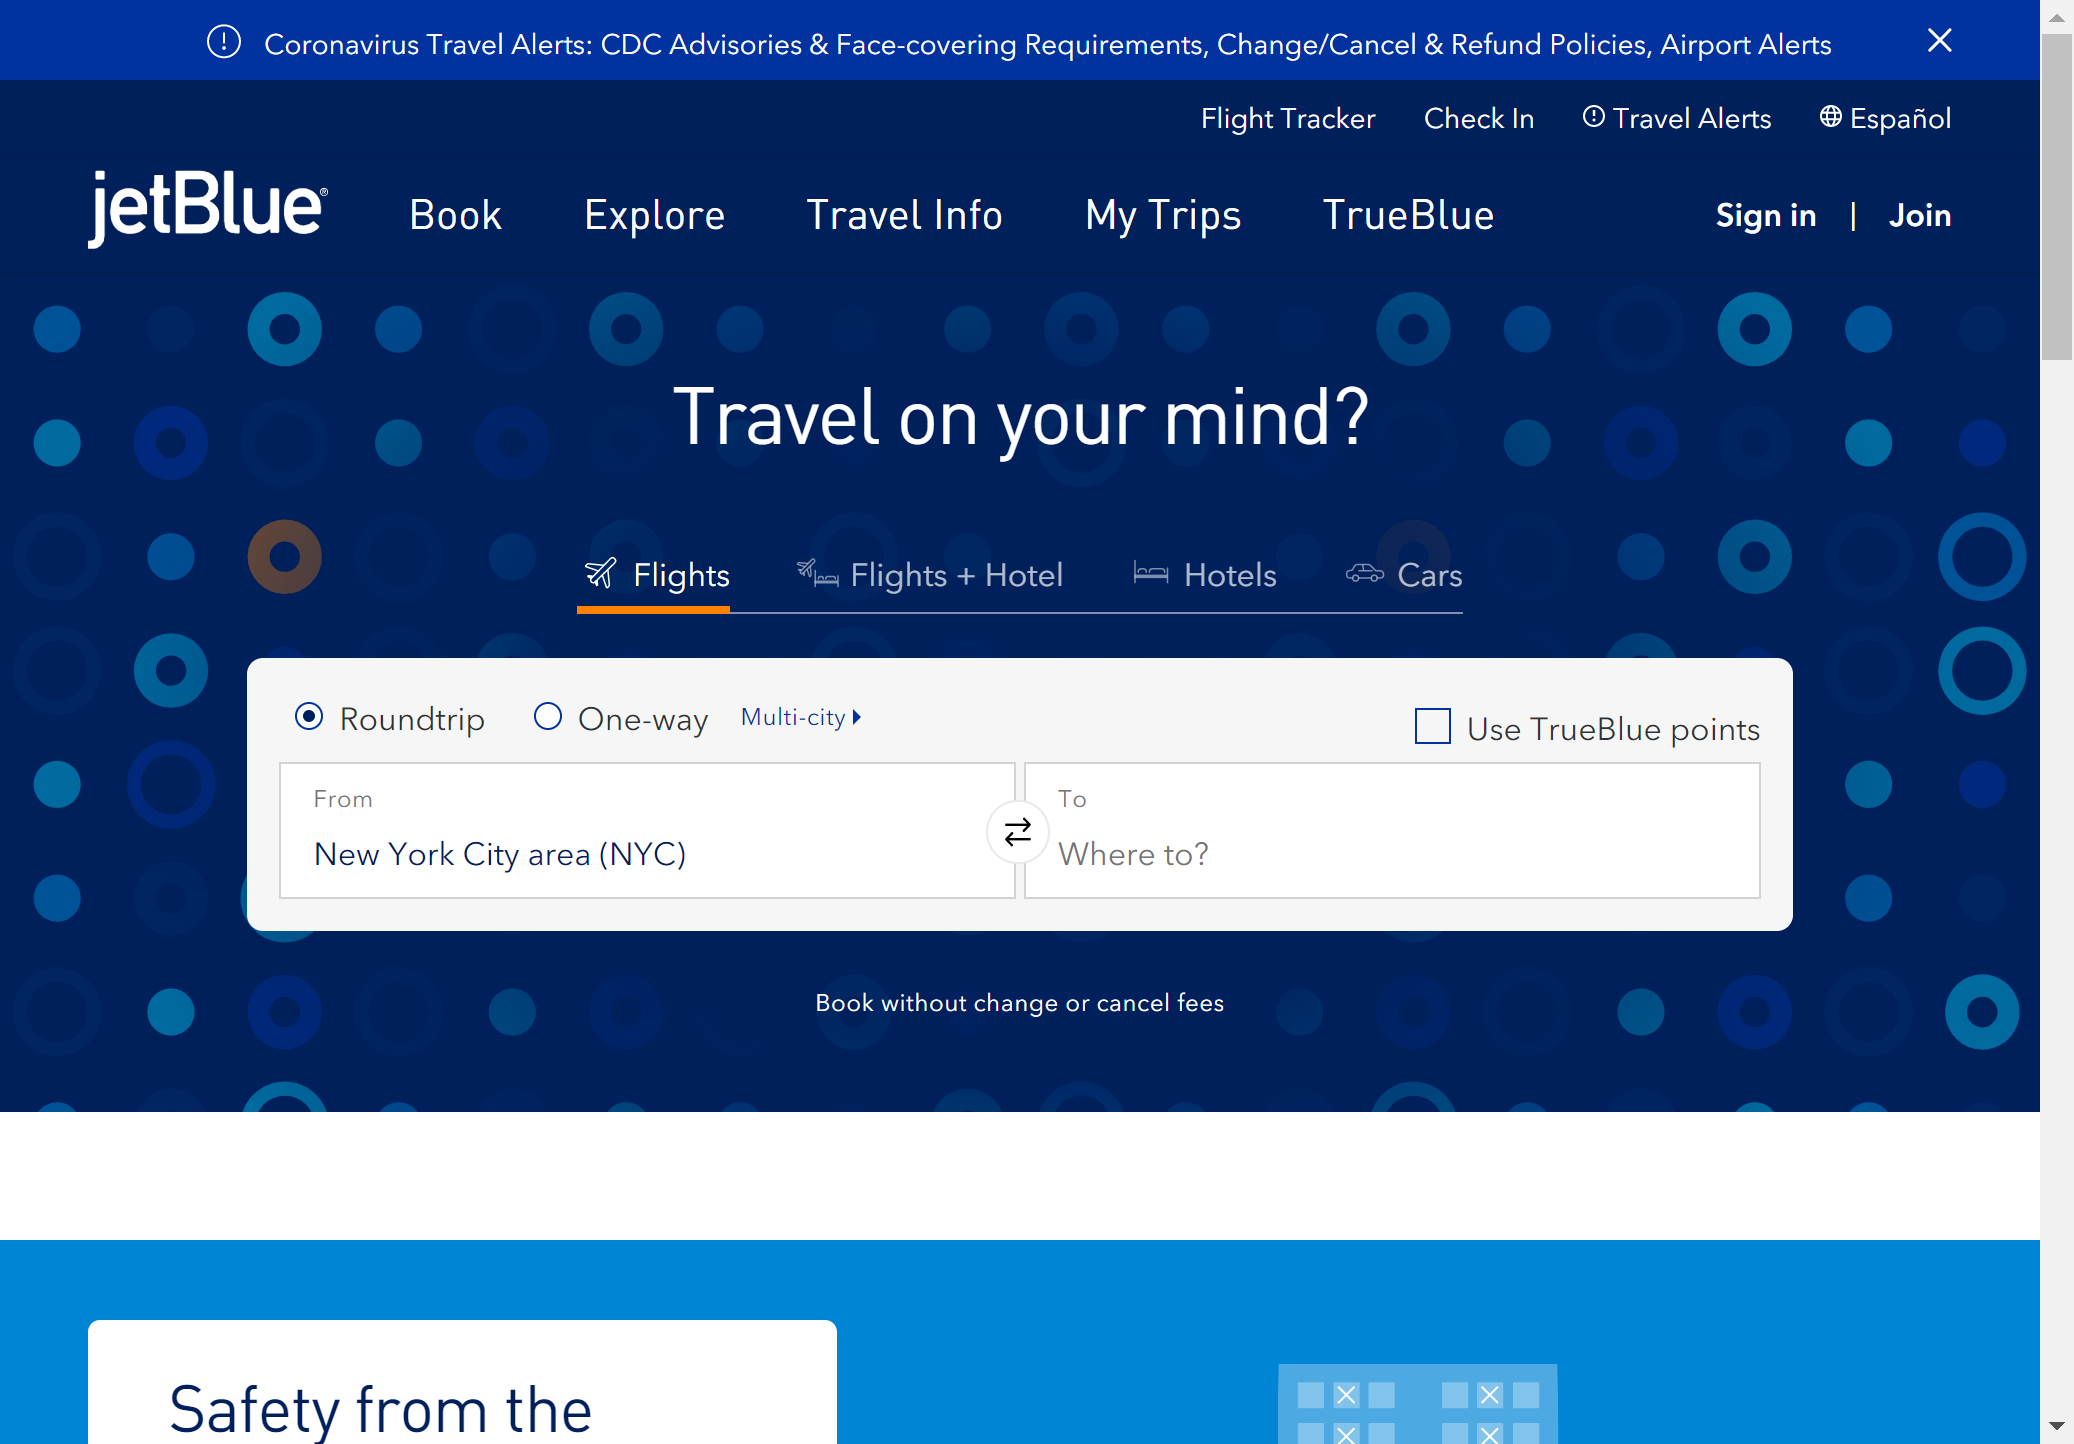 Coronavirus Travel Alerts: CDC Advisories & Face-covering Requirements, Change/Cancel & Refund Policies, Airport Alerts
Flight Tracker Check In Travel Alerts Español
jetBlue® Book Explore Travel Info My Trips TrueBlue Sign in | Join
Travel on your mind?
Flights Flights + Hotel Hotels Cars
Roundtrip One-way Multi-city Use TrueBlue points
From To
New York City area (NYC) Where to?
Book without change or cancel fees
Safety from the